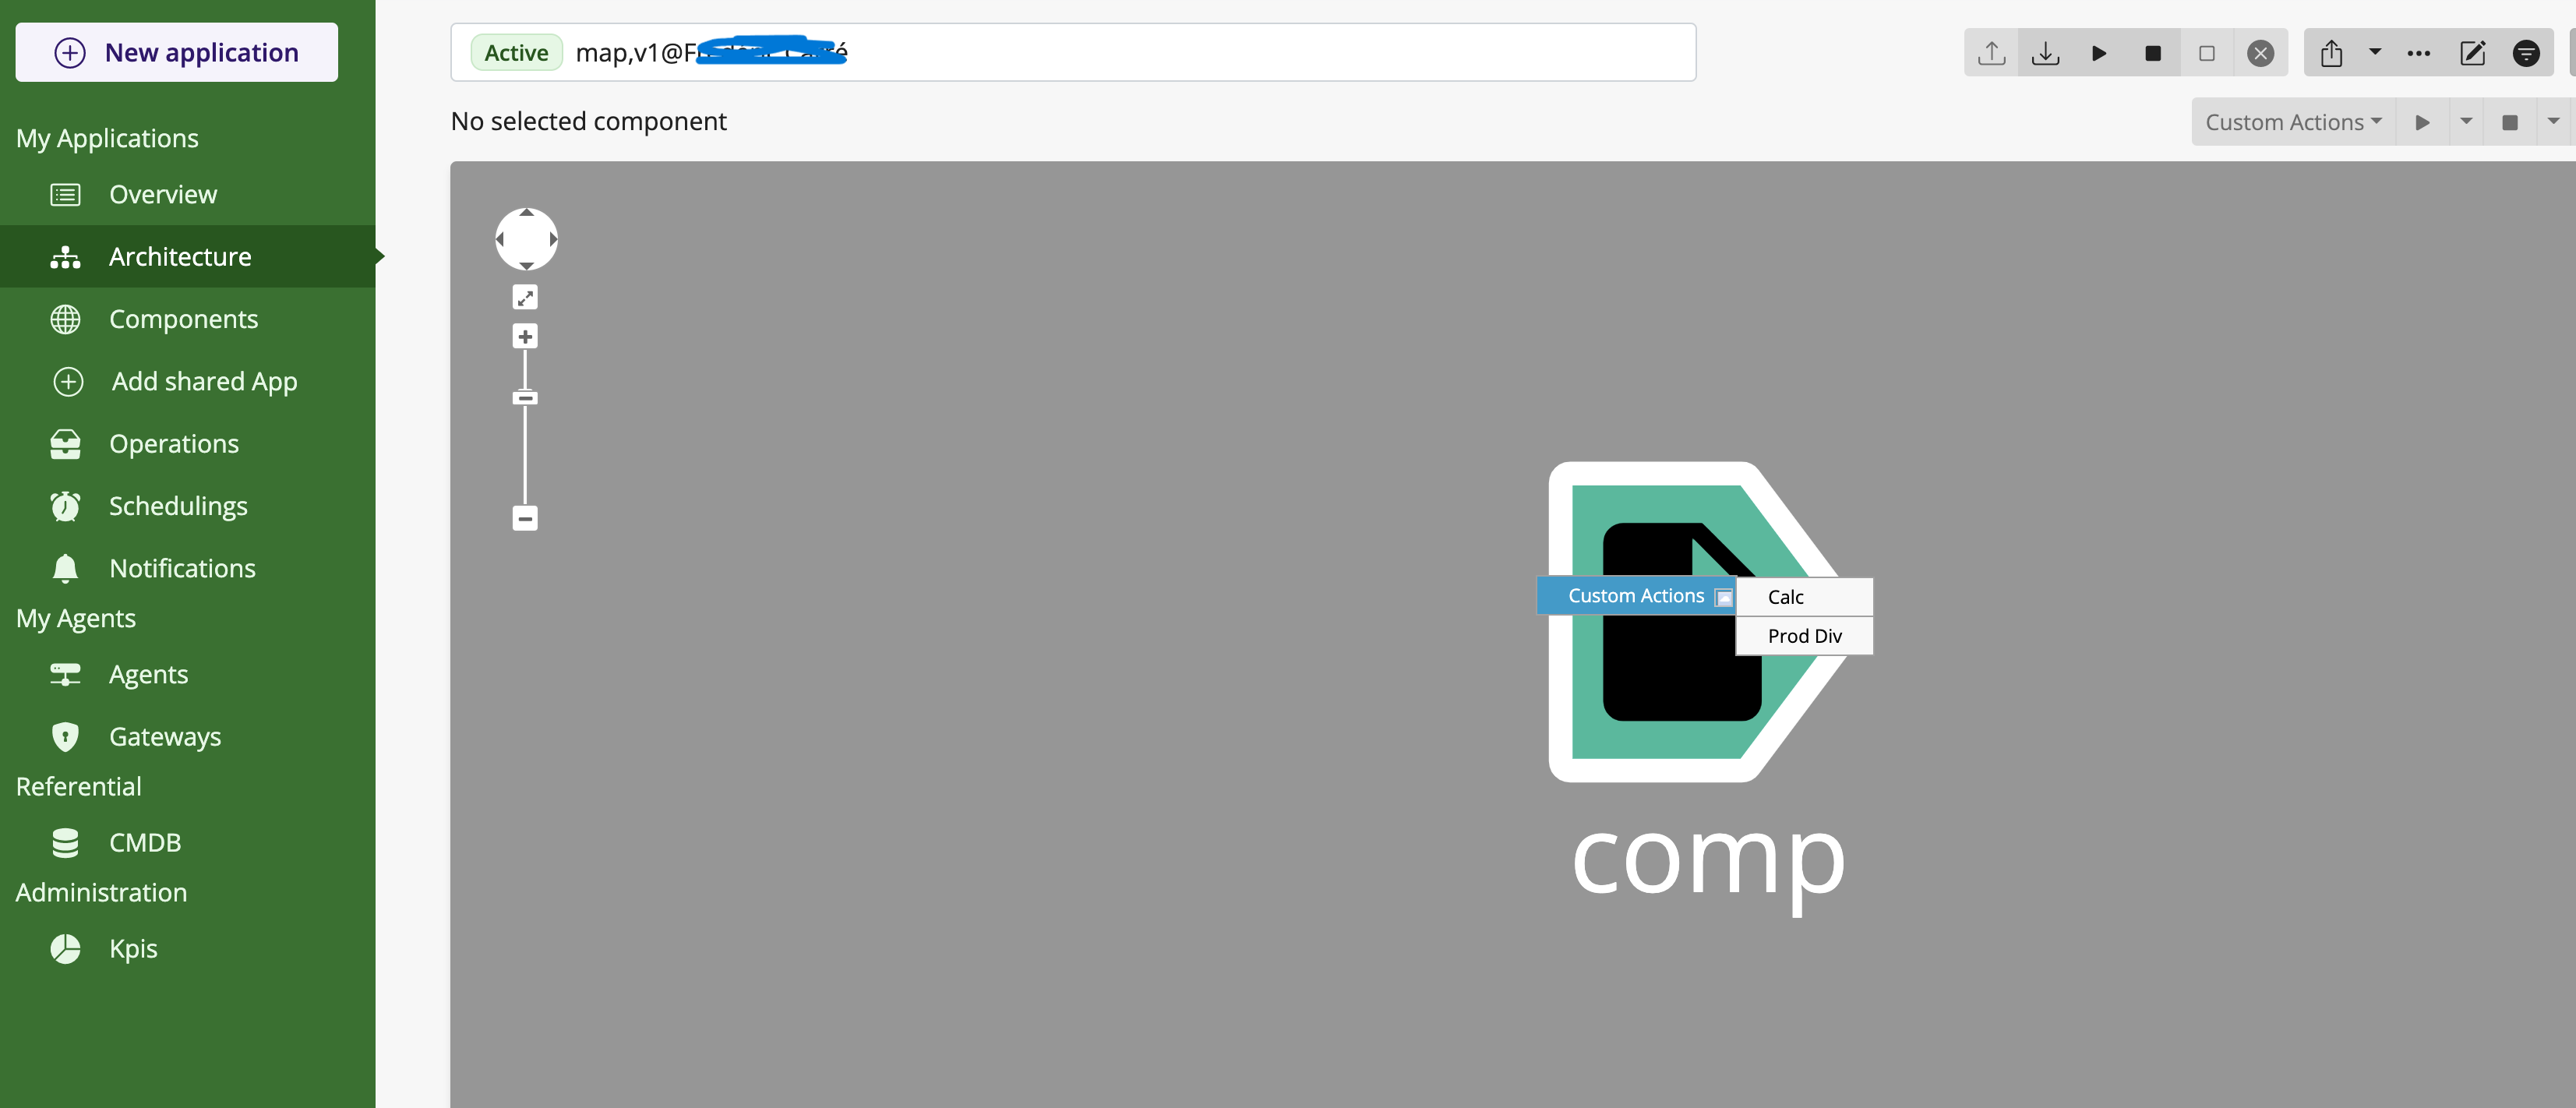 New application
Active map,v1@F
No selected component
Custom Actions
My Applications
Overview
Architecture
Components
Add shared App
Operations
Schedulings
Notifications
My Agents
Agents
Gateways
Referential
CMDB
Administration
Kpis
Custom Actions
Calc
Prod Div
comp